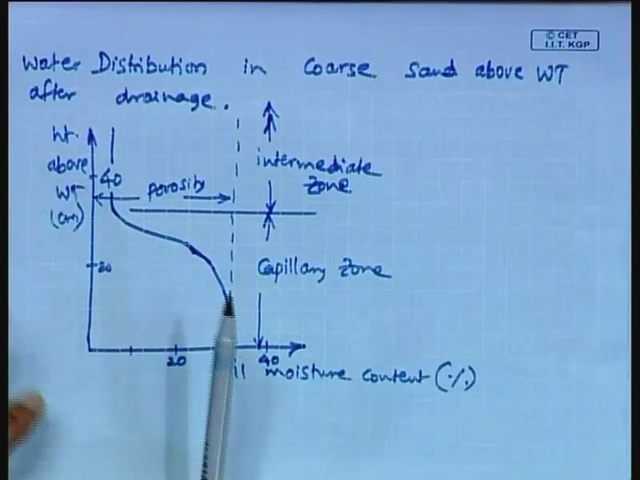 © CET
I.I.T. KGP
Water Distribution in Coarse Sand above WT
after drainage.
ht.
above
WT
(cm)
40
porosity
intermediate
zone
20
Capillary zone
20
40
il moisture content (%)